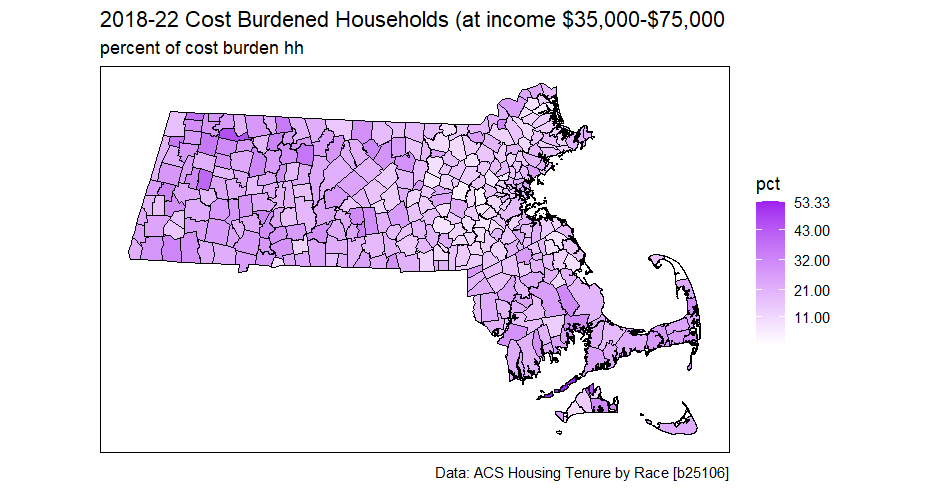 2018-22 Cost Burdened Households (at income $35,000-$75,000
percent of cost burden hh
pct
53.33
43.00
32.00
21.00
11.00
Data: ACS Housing Tenure by Race [b25106]